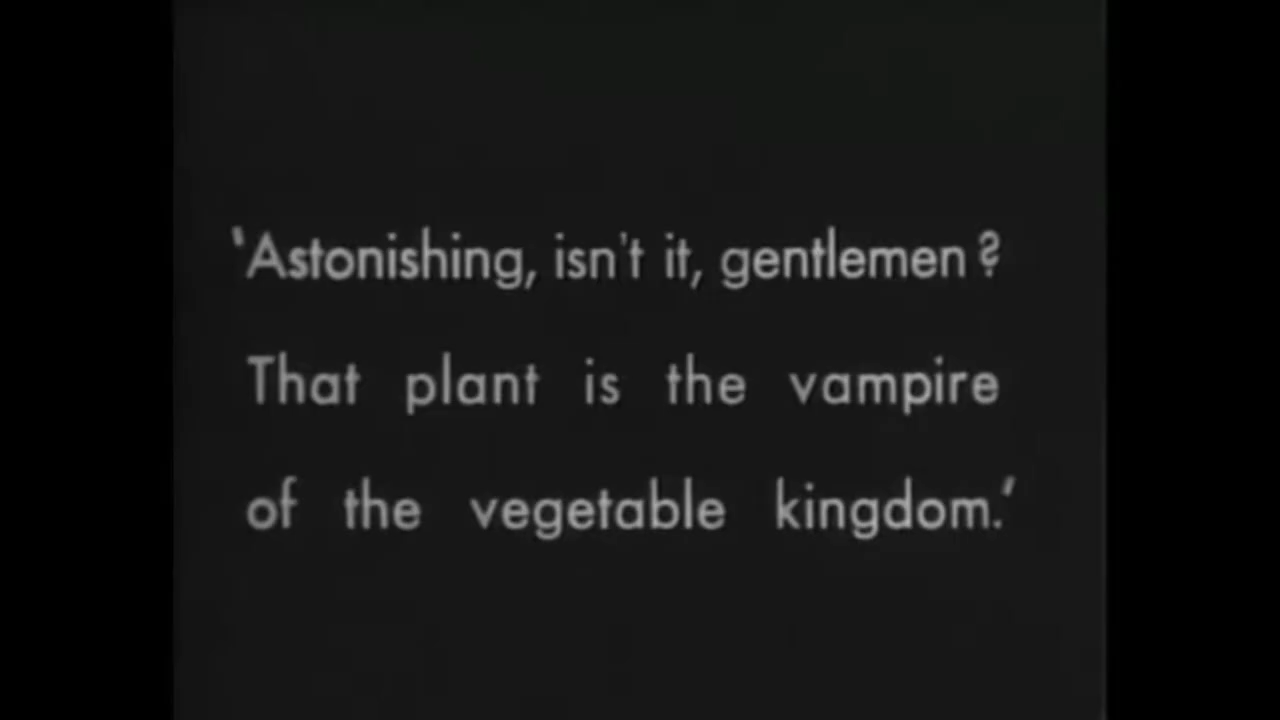 'Astonishing, isn't it, gentlemen?
That plant is the vampire
of the vegetable kingdom.'